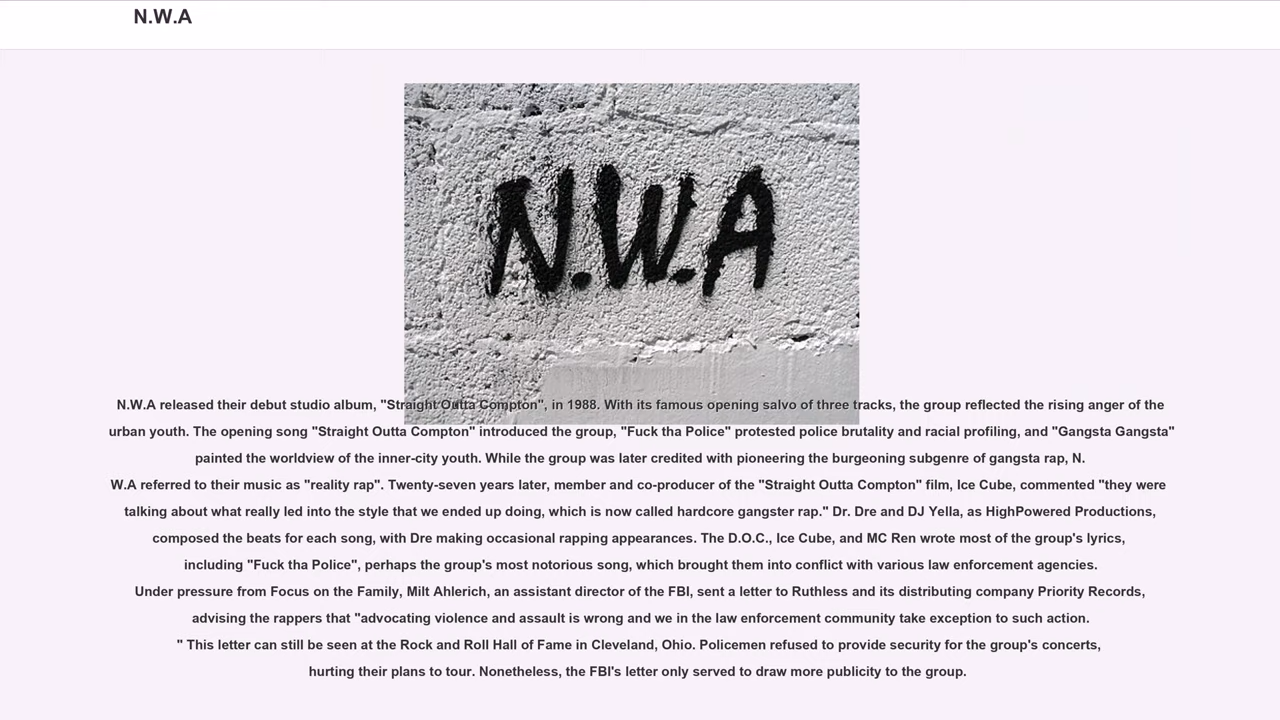 N.W.A
N.W.A
N.W.A released their debut studio album, "Straight Outta Compton", in 1988. With its famous opening salvo of three tracks, the group reflected the rising anger of the
urban youth. The opening song "Straight Outta Compton" introduced the group, "Fuck tha Police" protested police brutality and racial profiling, and "Gangsta Gangsta"
painted the worldview of the inner-city youth. While the group was later credited with pioneering the burgeoning subgenre of gangsta rap, N.
W.A referred to their music as "reality rap". Twenty-seven years later, member and co-producer of the "Straight Outta Compton" film, Ice Cube, commented "they were
talking about what really led into the style that we ended up doing, which is now called hardcore gangster rap." Dr. Dre and DJ Yella, as HighPowered Productions,
composed the beats for each song, with Dre making occasional rapping appearances. The D.O.C., Ice Cube, and MC Ren wrote most of the group's lyrics,
including "Fuck tha Police", perhaps the group's most notorious song, which brought them into conflict with various law enforcement agencies.
Under pressure from Focus on the Family, Milt Ahlerich, an assistant director of the FBI, sent a letter to Ruthless and its distributing company Priority Records,
advising the rappers that "advocating violence and assault is wrong and we in the law enforcement community take exception to such action.
" This letter can still be seen at the Rock and Roll Hall of Fame in Cleveland, Ohio. Policemen refused to provide security for the group's concerts,
hurting their plans to tour. Nonetheless, the FBI's letter only served to draw more publicity to the group.